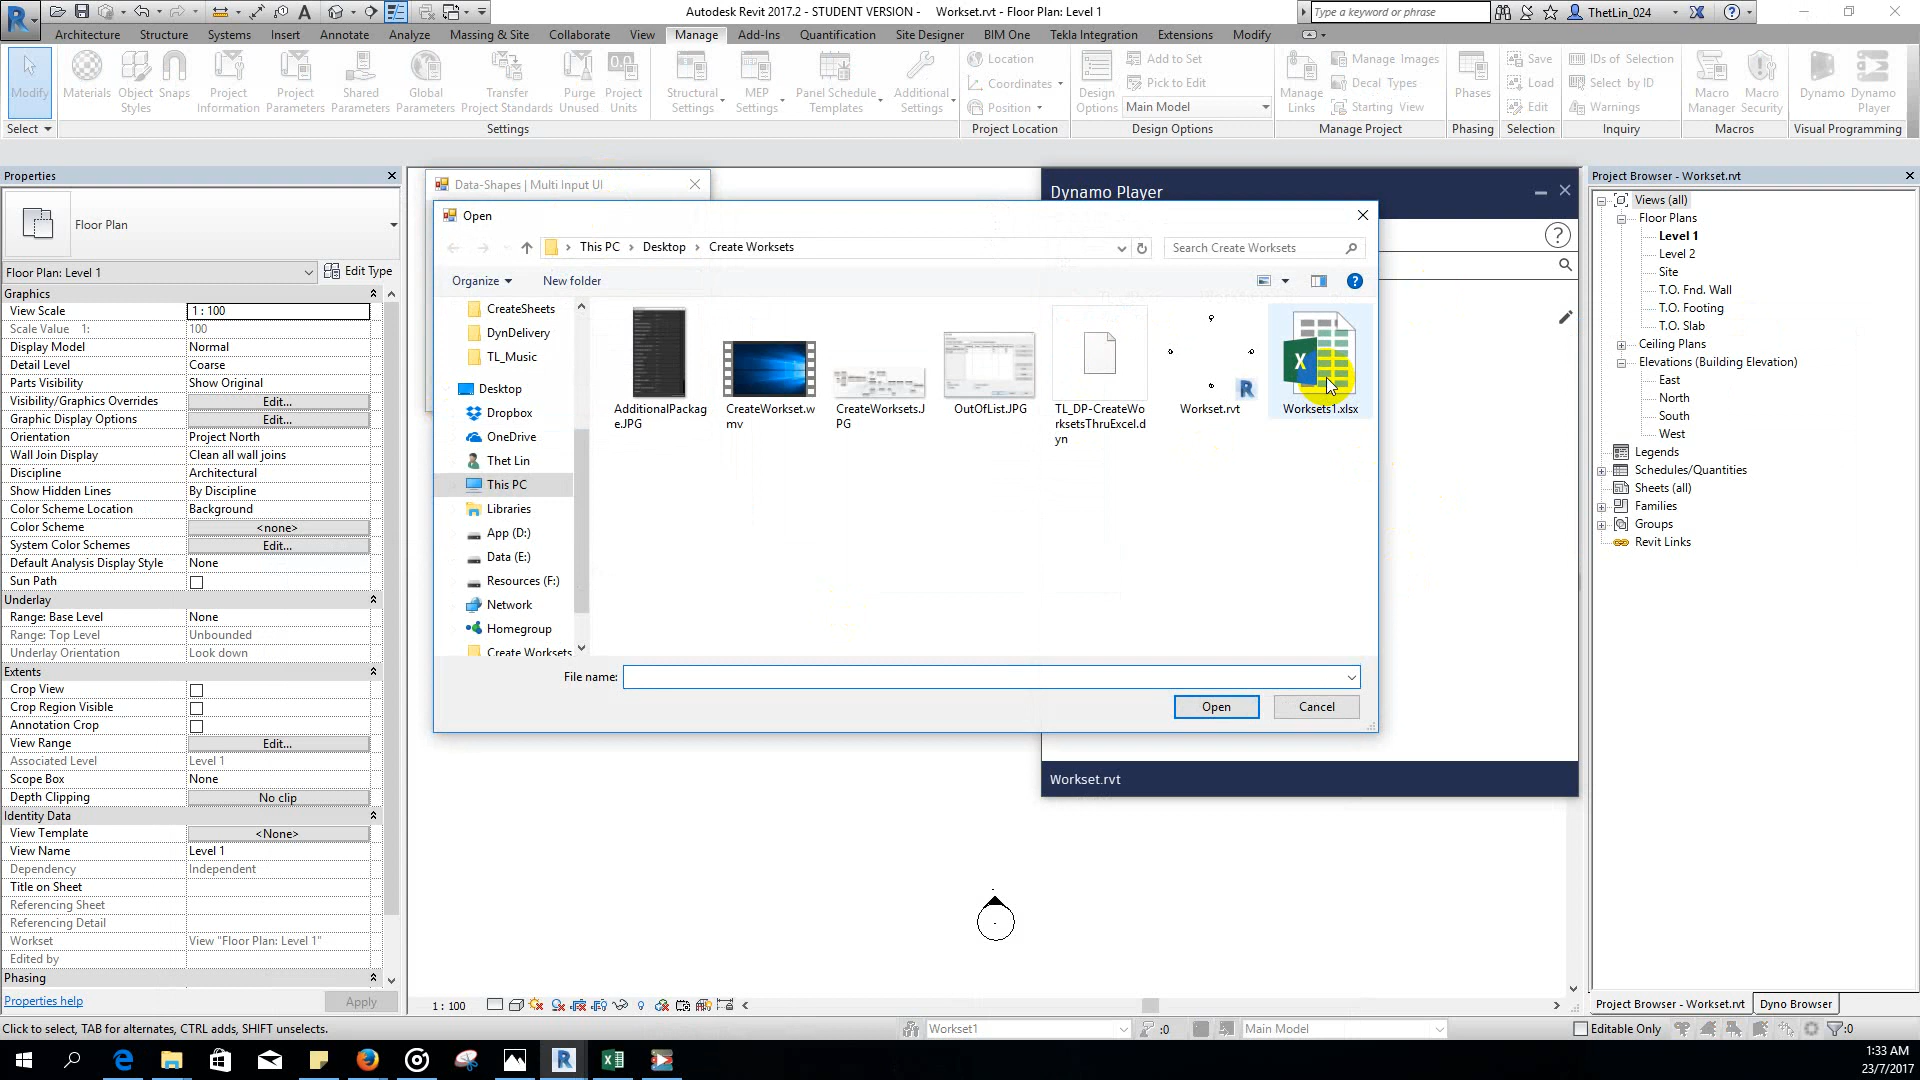 Autodesk Revit 2017.2 - STUDENT VERSION - Workset.rvt - Floor Plan: Level 1
Type a keyword or phrase
ThetLin_024
Architecture Structure Systems Insert Annotate Analyze Massing & Site Collaborate View Manage Add-Ins Quantification Site Designer BIM One Tekla Integration Extensions Modify
Modify
Materials
Object Styles
Snaps
Project Information
Project Parameters
Shared Parameters
Global Parameters
Transfer Project Standards
Purge Unused
Project Units
Structural Settings
MEP Settings
Panel Schedule Templates
Additional Settings
Location
Coordinates
Position
Design Options
Add to Set
Pick to Edit
Main Model
Manage Links
Manage Images
Decal Types
Starting View
Phases
Save
Load
Edit
IDs of Selection
Select by ID
Warnings
Macro Manager
Macro Security
Dynamo
Dynamo Player
Select
Settings
Project Location
Design Options
Manage Project
Phasing
Selection
Inquiry
Macros
Visual Programming
Properties
Floor Plan
Floor Plan: Level 1
Edit Type
Graphics
View Scale 1 : 100
Scale Value 1: 100
Display Model Normal
Detail Level Coarse
Parts Visibility Show Original
Visibility/Graphics Overrides Edit...
Graphic Display Options Edit...
Orientation Project North
Wall Join Display Clean all wall joins
Discipline Architectural
Show Hidden Lines By Discipline
Color Scheme Location Background
Color Scheme <none>
System Color Schemes Edit...
Default Analysis Display Style None
Sun Path
Underlay
Range: Base Level None
Range: Top Level Unbounded
Underlay Orientation Look down
Extents
Crop View
Crop Region Visible
Annotation Crop
View Range Edit...
Associated Level Level 1
Scope Box None
Depth Clipping No clip
Identity Data
View Template <None>
View Name Level 1
Dependency Independent
Title on Sheet
Referencing Sheet
Referencing Detail
Workset View "Floor Plan: Level 1"
Edited by
Phasing
Properties help
Apply
Data-Shapes | Multi Input UI
Dynamo Player
Open
This PC Desktop Create Worksets
Search Create Worksets
Organize
New folder
CreateSheets
DynDelivery
TL_Music
Desktop
Dropbox
OneDrive
Thet Lin
This PC
Libraries
App (D:)
Data (E:)
Resources (F:)
Network
Homegroup
Create Worksets
AdditionalPackage.JPG
CreateWorkset.wmv
CreateWorksets.JPG
OutOfList.JPG
TL_DP-CreateWorksetsThruExcel.dyn
Workset.rvt
Worksets1.xlsx
File name:
Open
Cancel
Workset.rvt
Project Browser - Workset.rvt
Views (all)
Floor Plans
Level 1
Level 2
Site
T.O. Fnd. Wall
T.O. Footing
T.O. Slab
Ceiling Plans
Elevations (Building Elevation)
East
North
South
West
Legends
Schedules/Quantities
Sheets (all)
Families
Groups
Revit Links
Project Browser - Workset.rvt
Dyno Browser
1 : 100
Click to select, TAB for alternates, CTRL adds, SHIFT unselects.
Workset1
:0
Main Model
Editable Only
:0
1:33 AM
23/7/2017